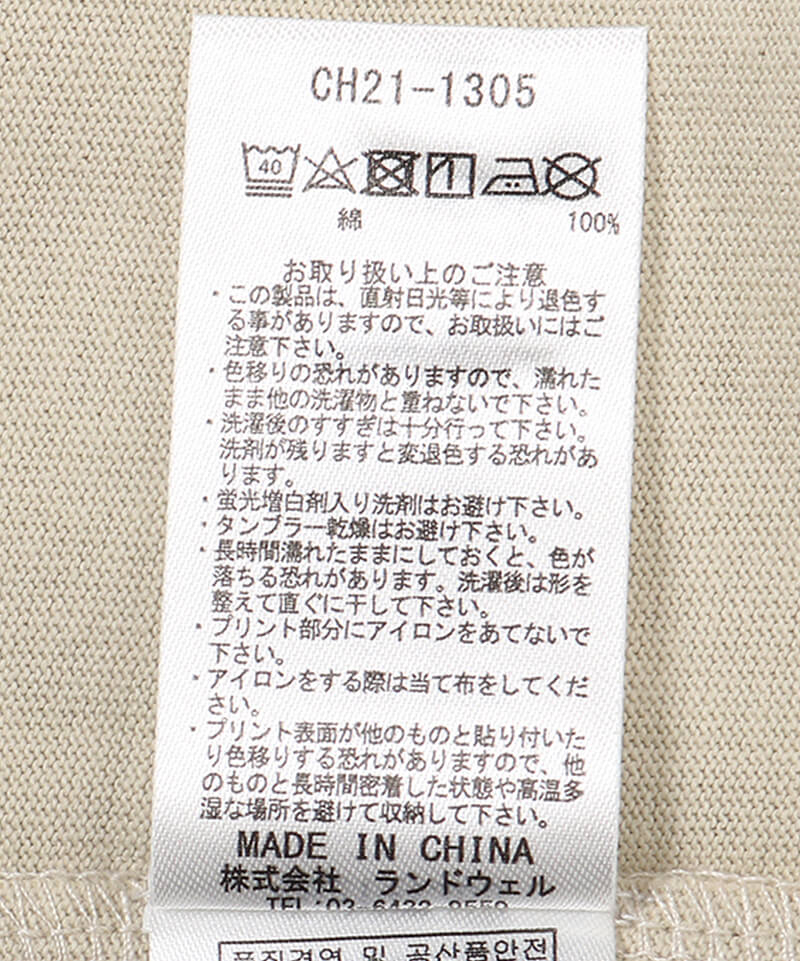 CH21-1305
40
綿 100%
お取り扱い上のご注意
・この製品は、直射日光等により退色す
る事がありますので、お取扱いにはご
注意下さい。
・色移りの恐れがありますので、濡れた
まま他の洗濯物と重ねないで下さい。
・洗濯後のすすぎは十分行って下さい。
洗剤が残りますと変退色する恐れがあ
ります。
・蛍光増白剤入り洗剤はお避け下さい。
・タンブラー乾燥はお避け下さい。
・長時間濡れたままにしておくと、色が
落ちる恐れがあります。洗濯後は形を
整えて直ぐに干して下さい。
・プリント部分にアイロンをあてないで
下さい。
・アイロンをする際は当て布をしてくだ
さい。
・プリント表面が他のものと貼り付いた
り色移りする恐れがありますので、他
のものと長時間密着した状態や高温多
湿な場所を避けて収納して下さい。
MADE IN CHINA
株式会社 ランドウェル
TEL:03-6432-
품질경영 및 공산품안전